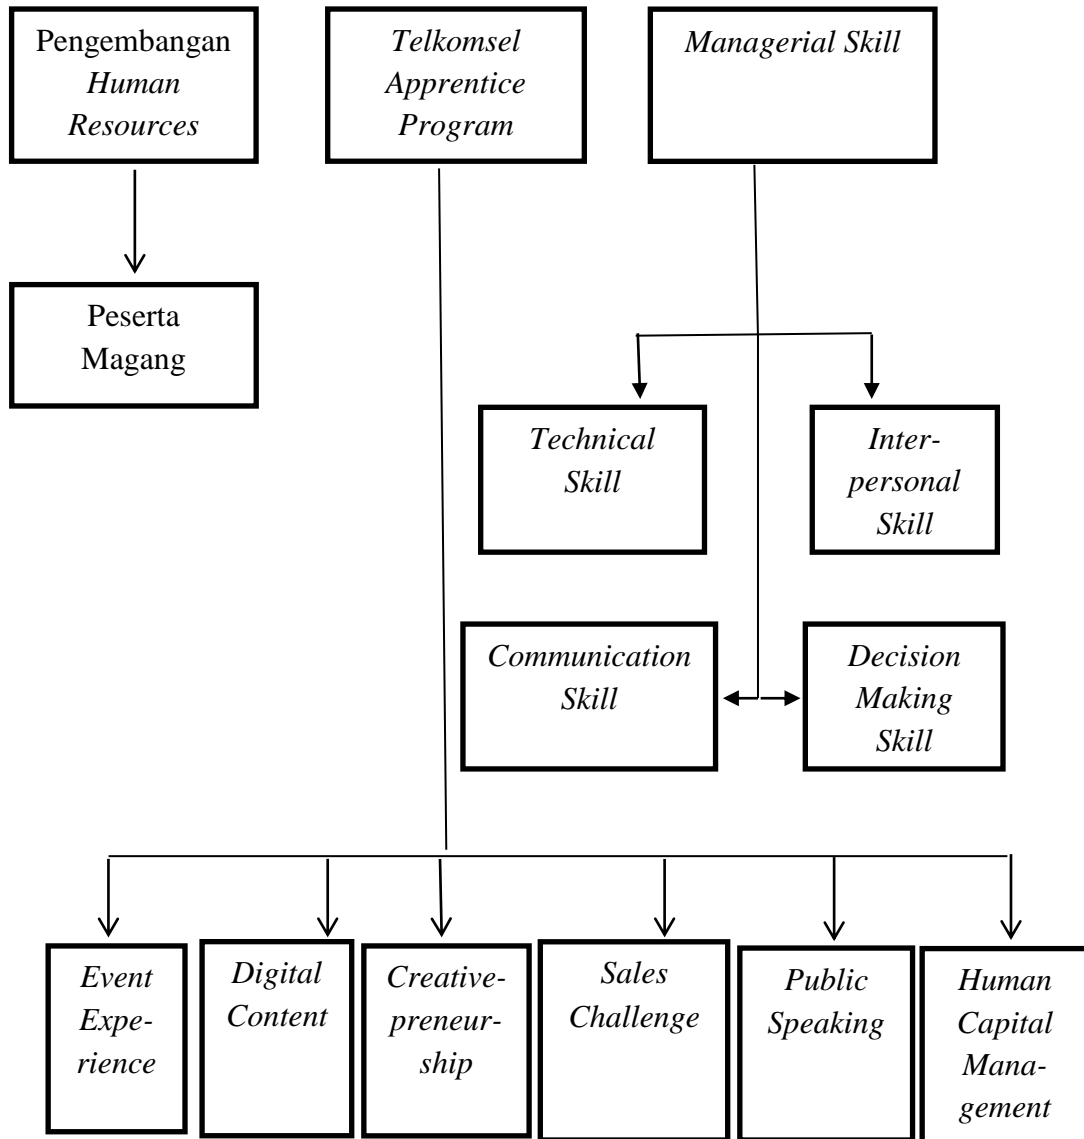 Pengembangan
Human
Resources
Telkomsel
Apprentice
Program
Managerial Skill
Peserta
Magang
Technical
Skill
Inter-
personal
Skill
Communication
Skill
Decision
Making
Skill
Event
Expe-
rience
Digital
Content
Creative-
preneur-
ship
Sales
Challenge
Public
Speaking
Human
Capital
Mana-
gement